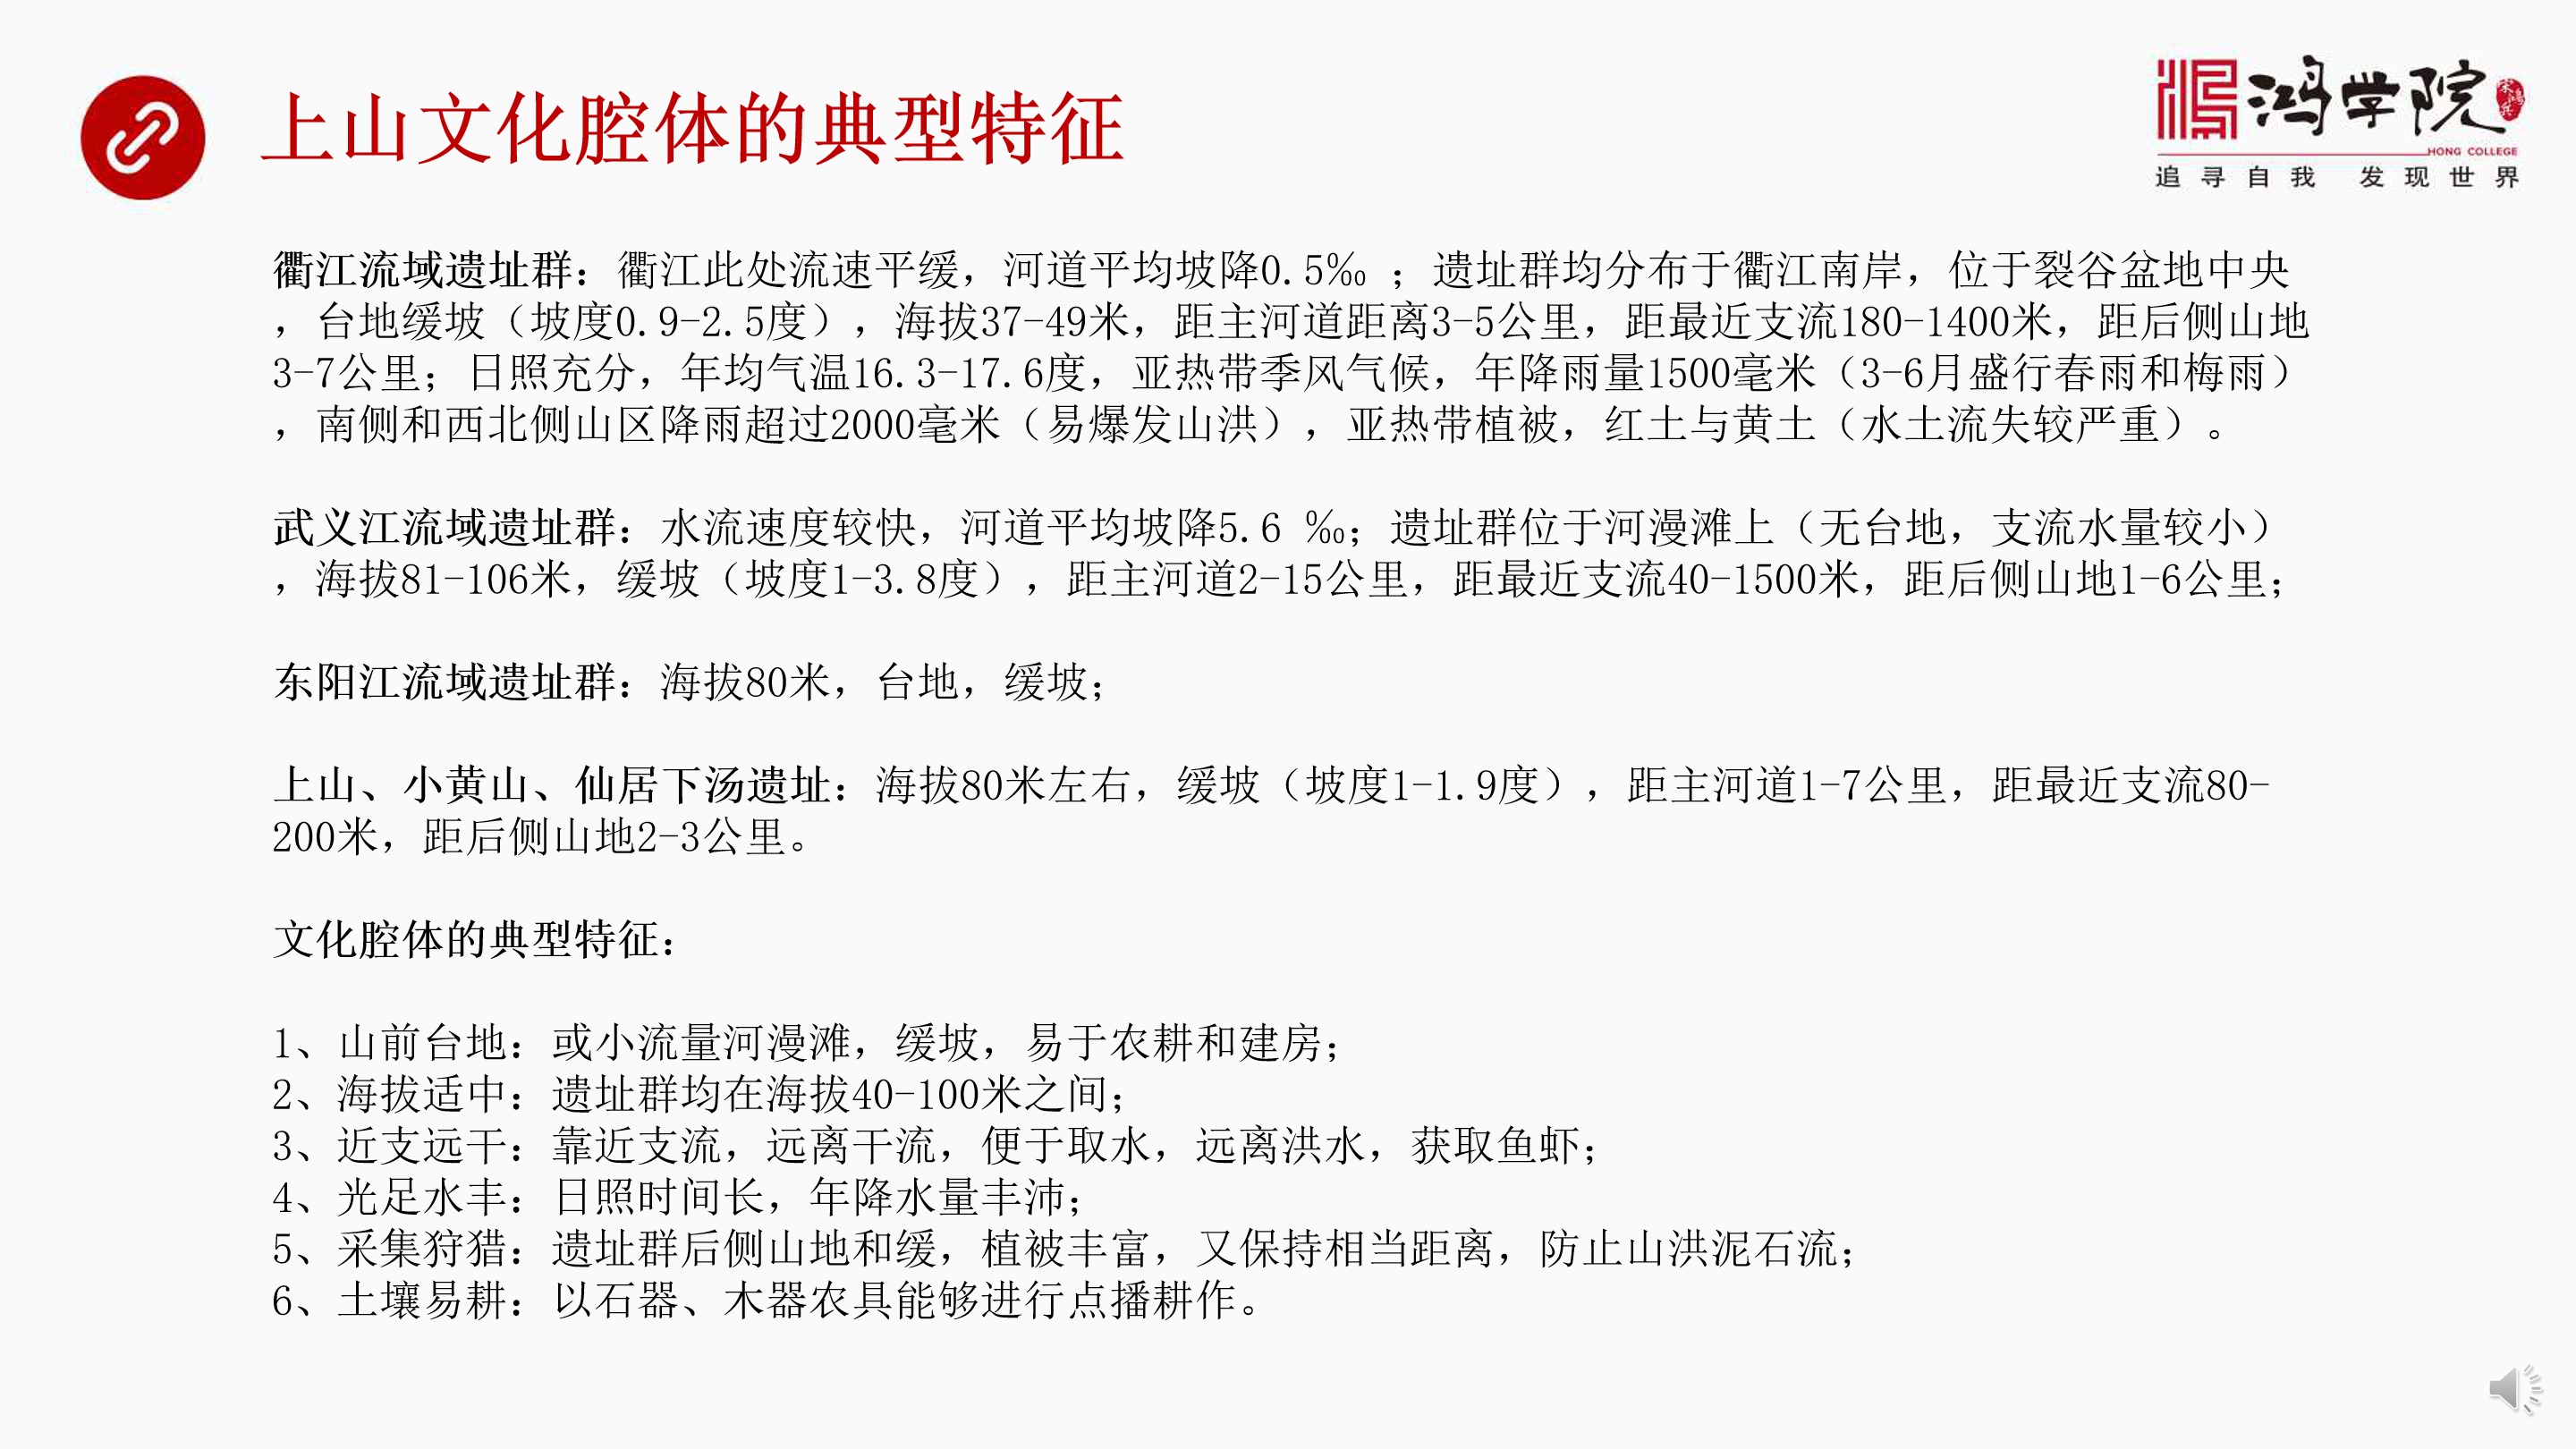 上山文化腔体的典型特征
鸿学院
HONG COLLEGE
追寻自我 发现世界
衢江流域遗址群：衢江此处流速平缓，河道平均坡降0.5‰ ；遗址群均分布于衢江南岸，位于裂谷盆地中央
，台地缓坡（坡度0.9-2.5度），海拔37-49米，距主河道距离3-5公里，距最近支流180-1400米，距后侧山地
3-7公里；日照充分，年均气温16.3-17.6度，亚热带季风气候，年降雨量1500毫米（3-6月盛行春雨和梅雨）
，南侧和西北侧山区降雨超过2000毫米（易爆发山洪），亚热带植被，红土与黄土（水土流失较严重）。
武义江流域遗址群：水流速度较快，河道平均坡降5.6 ‰；遗址群位于河漫滩上（无台地，支流水量较小）
，海拔81-106米，缓坡（坡度1-3.8度），距主河道2-15公里，距最近支流40-1500米，距后侧山地1-6公里；
东阳江流域遗址群：海拔80米，台地，缓坡；
上山、小黄山、仙居下汤遗址：海拔80米左右，缓坡（坡度1-1.9度），距主河道1-7公里，距最近支流80-
200米，距后侧山地2-3公里。
文化腔体的典型特征：
1、山前台地：或小流量河漫滩，缓坡，易于农耕和建房；
2、海拔适中：遗址群均在海拔40-100米之间；
3、近支远干：靠近支流，远离干流，便于取水，远离洪水，获取鱼虾；
4、光足水丰：日照时间长，年降水量丰沛；
5、采集狩猎：遗址群后侧山地和缓，植被丰富，又保持相当距离，防止山洪泥石流；
6、土壤易耕：以石器、木器农具能够进行点播耕作。